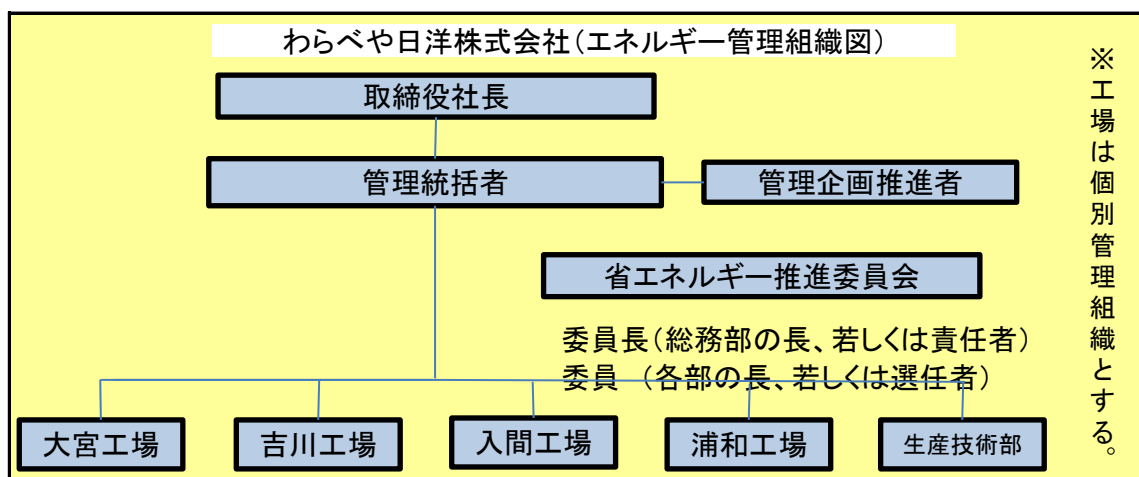 わらべや日洋株式会社（エネルギー管理組織図）
取締役社長
管理統括者
管理企画推進者
省エネルギー推進委員会
委員長（総務部の長、若しくは責任者）
委員　（各部の長、若しくは選任者）
大宮工場
吉川工場
入間工場
浦和工場
生産技術部
※工場は個別管理組織とする。